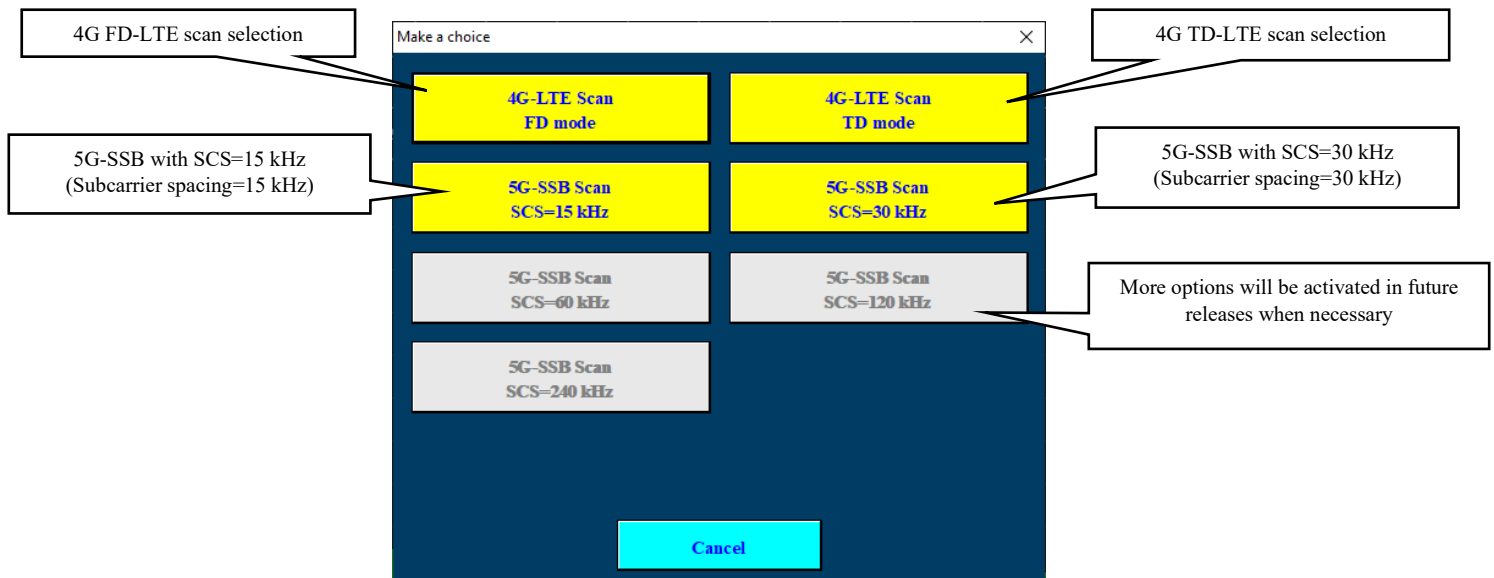 4G FD-LTE scan selection
Make a choice
4G TD-LTE scan selection
4G-LTE Scan
FD mode
4G-LTE Scan
TD mode
5G-SSB with SCS=15 kHz
(Subcarrier spacing=15 kHz)
5G-SSB Scan
SCS=15 kHz
5G-SSB Scan
SCS=30 kHz
5G-SSB with SCS=30 kHz
(Subcarrier spacing=30 kHz)
5G-SSB Scan
SCS=60 kHz
5G-SSB Scan
SCS=120 kHz
More options will be activated in future
releases when necessary
5G-SSB Scan
SCS=240 kHz
Cancel